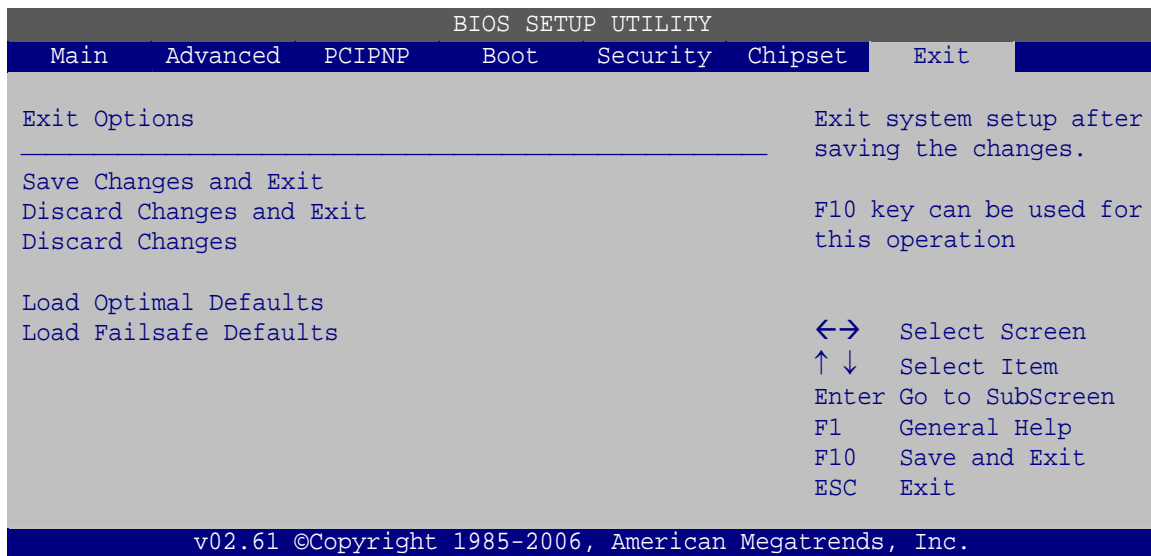 BIOS SETUP UTILITY
Main Advanced PCIPNP Boot Security Chipset Exit
Exit Options
Save Changes and Exit
Discard Changes and Exit
Discard Changes
Load Optimal Defaults
Load Failsafe Defaults
Exit system setup after
saving the changes.
F10 key can be used for
this operation
←→ Select Screen
↑ ↓ Select Item
Enter Go to SubScreen
F1 General Help
F10 Save and Exit
ESC Exit
v02.61 ©Copyright 1985-2006, American Megatrends, Inc.